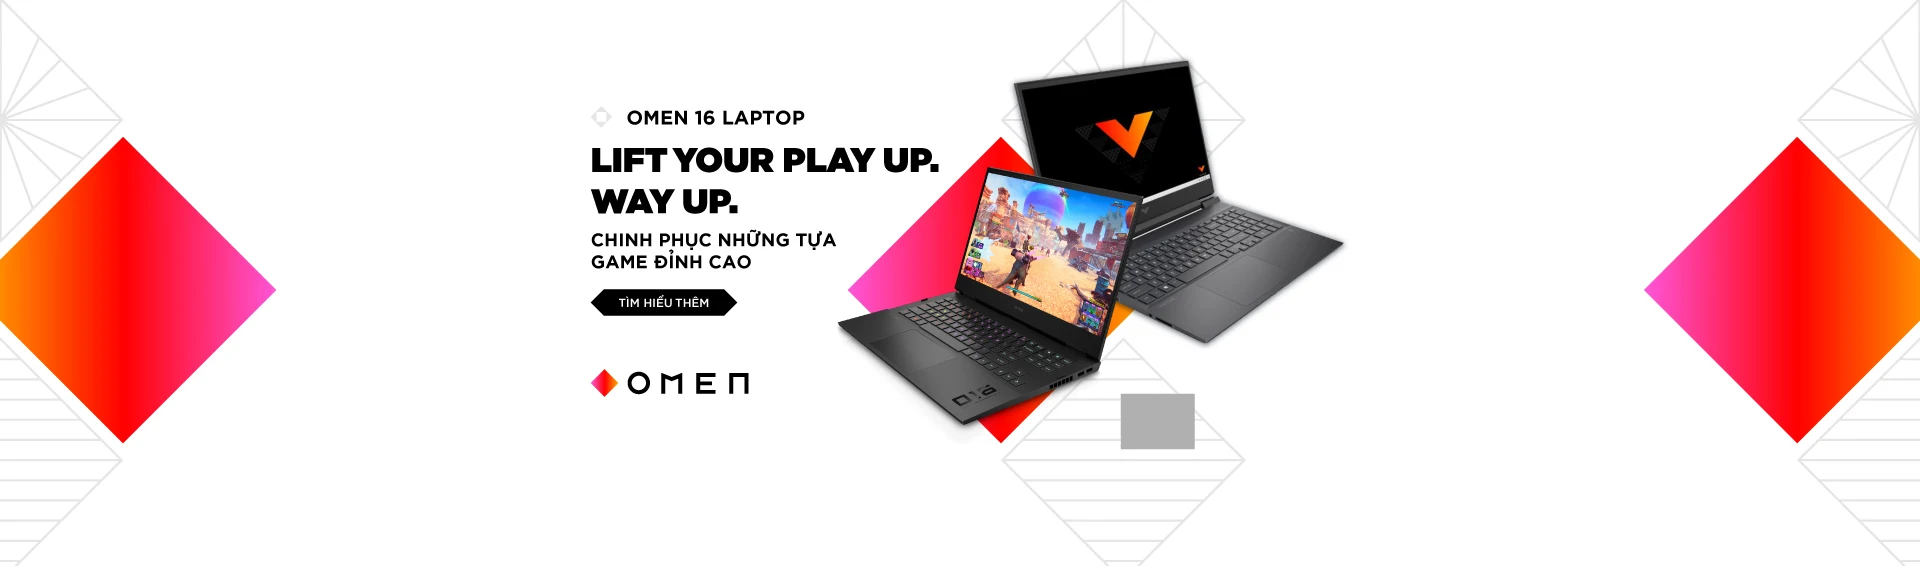 OMEN 16 LAPTOP
LIFT YOUR PLAY UP.
WAY UP.
CHINH PHỤC NHỮNG TỰA
GAME ĐỈNH CAO
TÌM HIỂU THÊM
OMEN